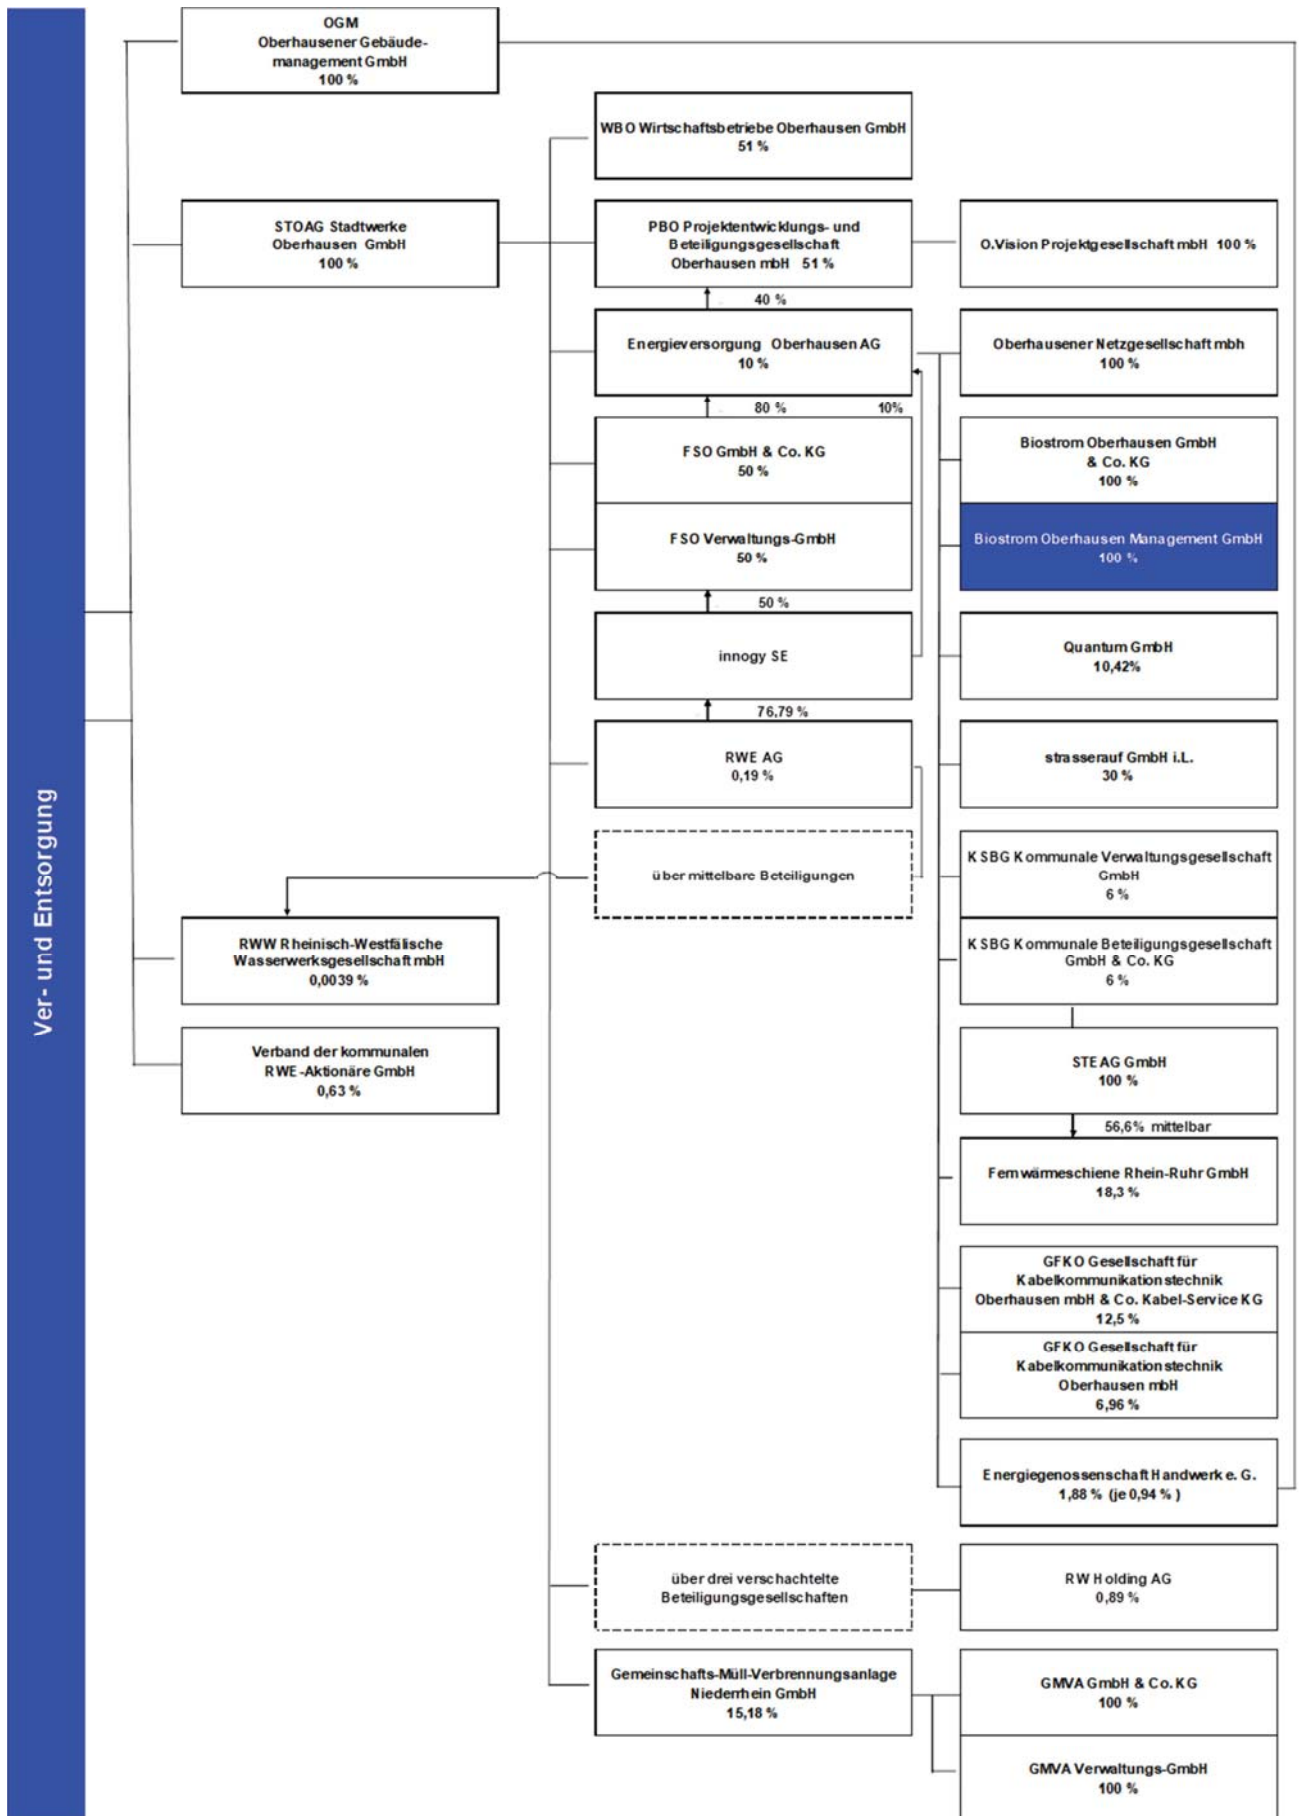 Ver- und Entsorgung
OGM
Oberhausener Gebäude-
management GmbH
100 %
STOAG Stadtwerke
Oberhausen GmbH
100 %
RWW Rheinisch-Westfälische
Wasserwerksgesellschaft mbH
0,0039 %
Verband der kommunalen
RWE-Aktionäre GmbH
0,63 %
WBO Wirtschaftsbetriebe Oberhausen GmbH
51 %
PBO Projektentwicklungs- und
Beteiligungsgesellschaft
Oberhausen mbH 51 %
40 %
Energieversorgung Oberhausen AG
10 %
80 %
10%
FSO GmbH & Co. KG
50 %
FSO Verwaltungs-GmbH
50 %
50 %
innogy SE
76,79 %
RWE AG
0,19 %
über mittelbare Beteiligungen
über drei verschachtelte
Beteiligungsgesellschaften
Gemeinschafts-Müll-Verbrennungsanlage
Niederrhein GmbH
15,18 %
O.Vision Projektgesellschaft mbH 100 %
Oberhausener Netzgesellschaft mbh
100 %
Biostrom Oberhausen GmbH
& Co. KG
100 %
Biostrom Oberhausen Management GmbH
100 %
Quantum GmbH
10,42%
strasserauf GmbH i.L.
30 %
KSBG Kommunale Verwaltungsgesellschaft
GmbH
6 %
KSBG Kommunale Beteiligungsgesellschaft
GmbH & Co. KG
6 %
STEAG GmbH
100 %
56,6% mittelbar
Fernwärmeschiene Rhein-Ruhr GmbH
18,3 %
GFKO Gesellschaft für
Kabelkommunikationstechnik
Oberhausen mbH & Co. Kabel-Service KG
12,5 %
GFKO Gesellschaft für
Kabelkommunikationstechnik
Oberhausen mbH
6,96 %
Energiegenossenschaft Handwerk e. G.
1,88 % (je 0,94 % )
RW Holding AG
0,89 %
GMVA GmbH & Co. KG
100 %
GMVA Verwaltungs-GmbH
100 %